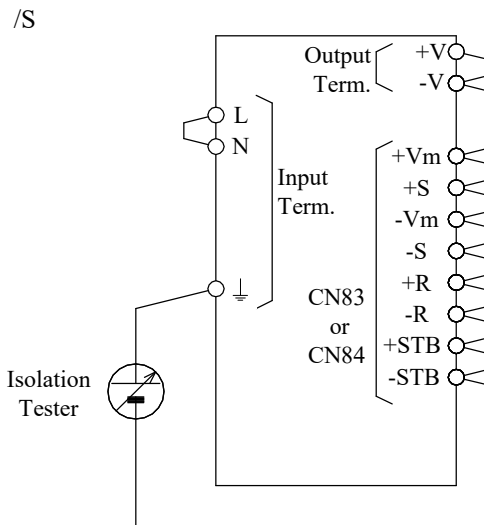 /S
Output
Term.
+V
-V
L
N
Input
Term.
+Vm
+S
-Vm
-S
+R
-R
+STB
-STB
CN83
or
CN84
Isolation
Tester